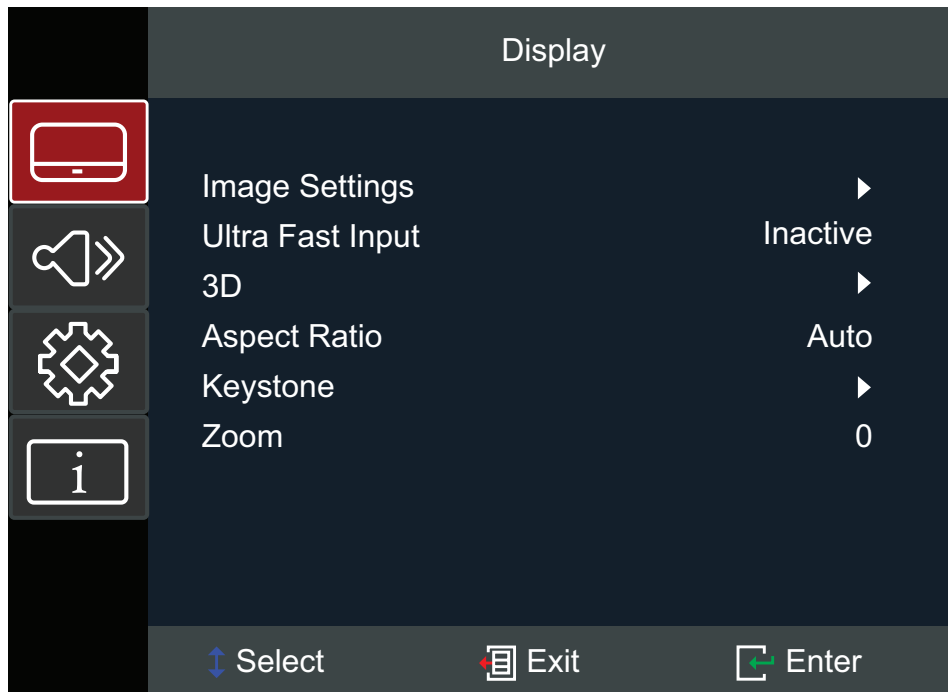 Display
Image Settings
Ultra Fast Input Inactive
3D
Aspect Ratio Auto
Keystone
Zoom 0
i
Select Exit Enter